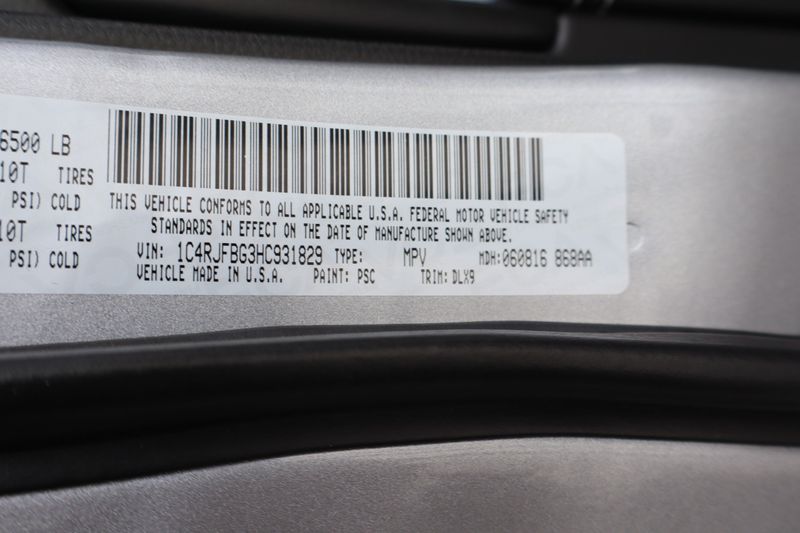 6500 LB
10T TIRES
PSI) COLD
10T TIRES
PSI) COLD
THIS VEHICLE CONFORMS TO ALL APPLICABLE U.S.A. FEDERAL MOTOR VEHICLE SAFETY
STANDARDS IN EFFECT ON THE DATE OF MANUFACTURE SHOWN ABOVE.
VIN: 1C4RJFBG3HC931829 TYPE: MPV MDH:060816 868AA
VEHICLE MADE IN U.S.A. PAINT: PSC TRIM: DLX9